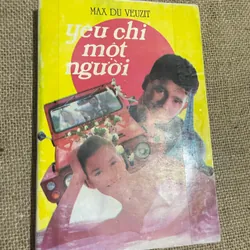 MAX DU VEUZIT
yêu chỉ
một
người